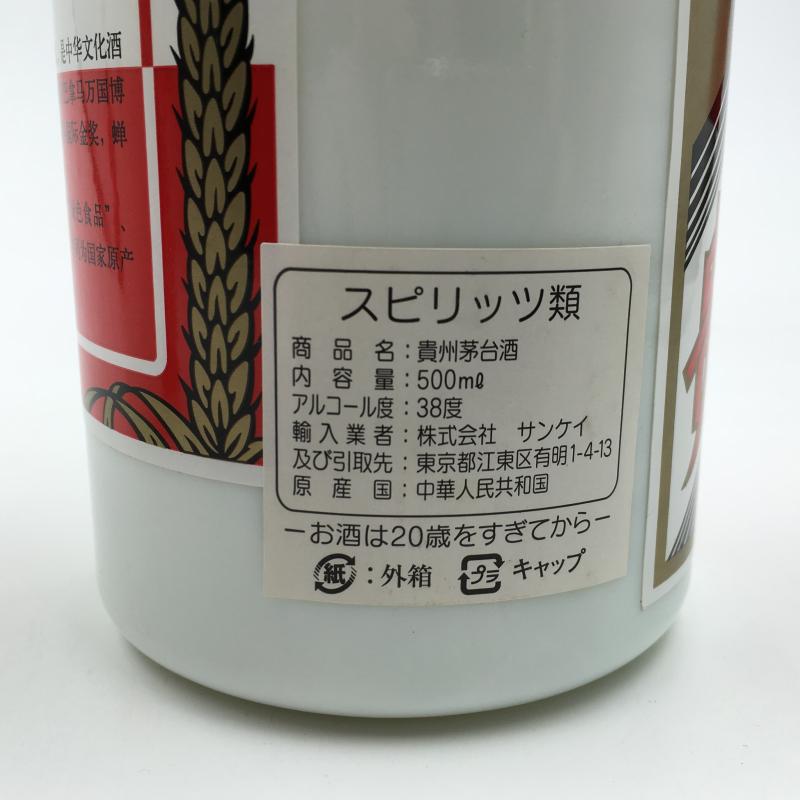 是中华文化酒
巴拿马万国博
金奖，蝉
色食品”、
为国家原产
スピリッツ類
商品名：貴州茅台酒
内容量：500mℓ
アルコール度：38度
輸入業者：株式会社 サンケイ
及び引取先：東京都江東区有明1-4-13
原産国：中華人民共和国
－お酒は20歳をすぎてから－
紙：外箱 プラ キャップ